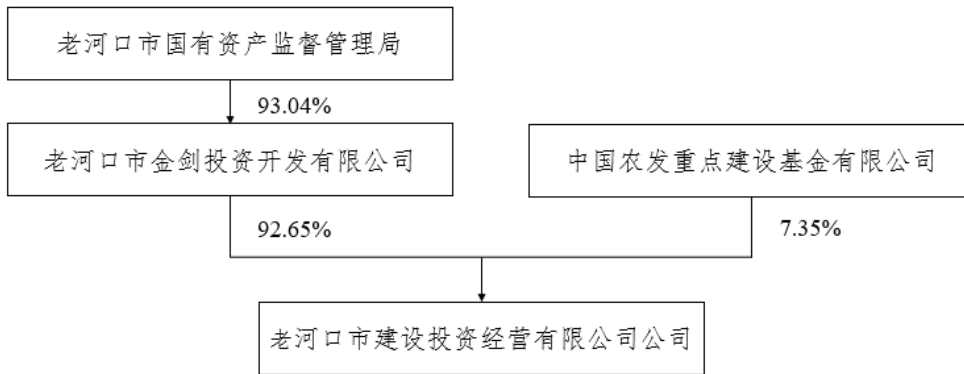 老河口市国有资产监督管理局
93.04%
老河口市金剑投资开发有限公司
中国农发重点建设基金有限公司
92.65%
7.35%
老河口市建设投资经营有限公司公司